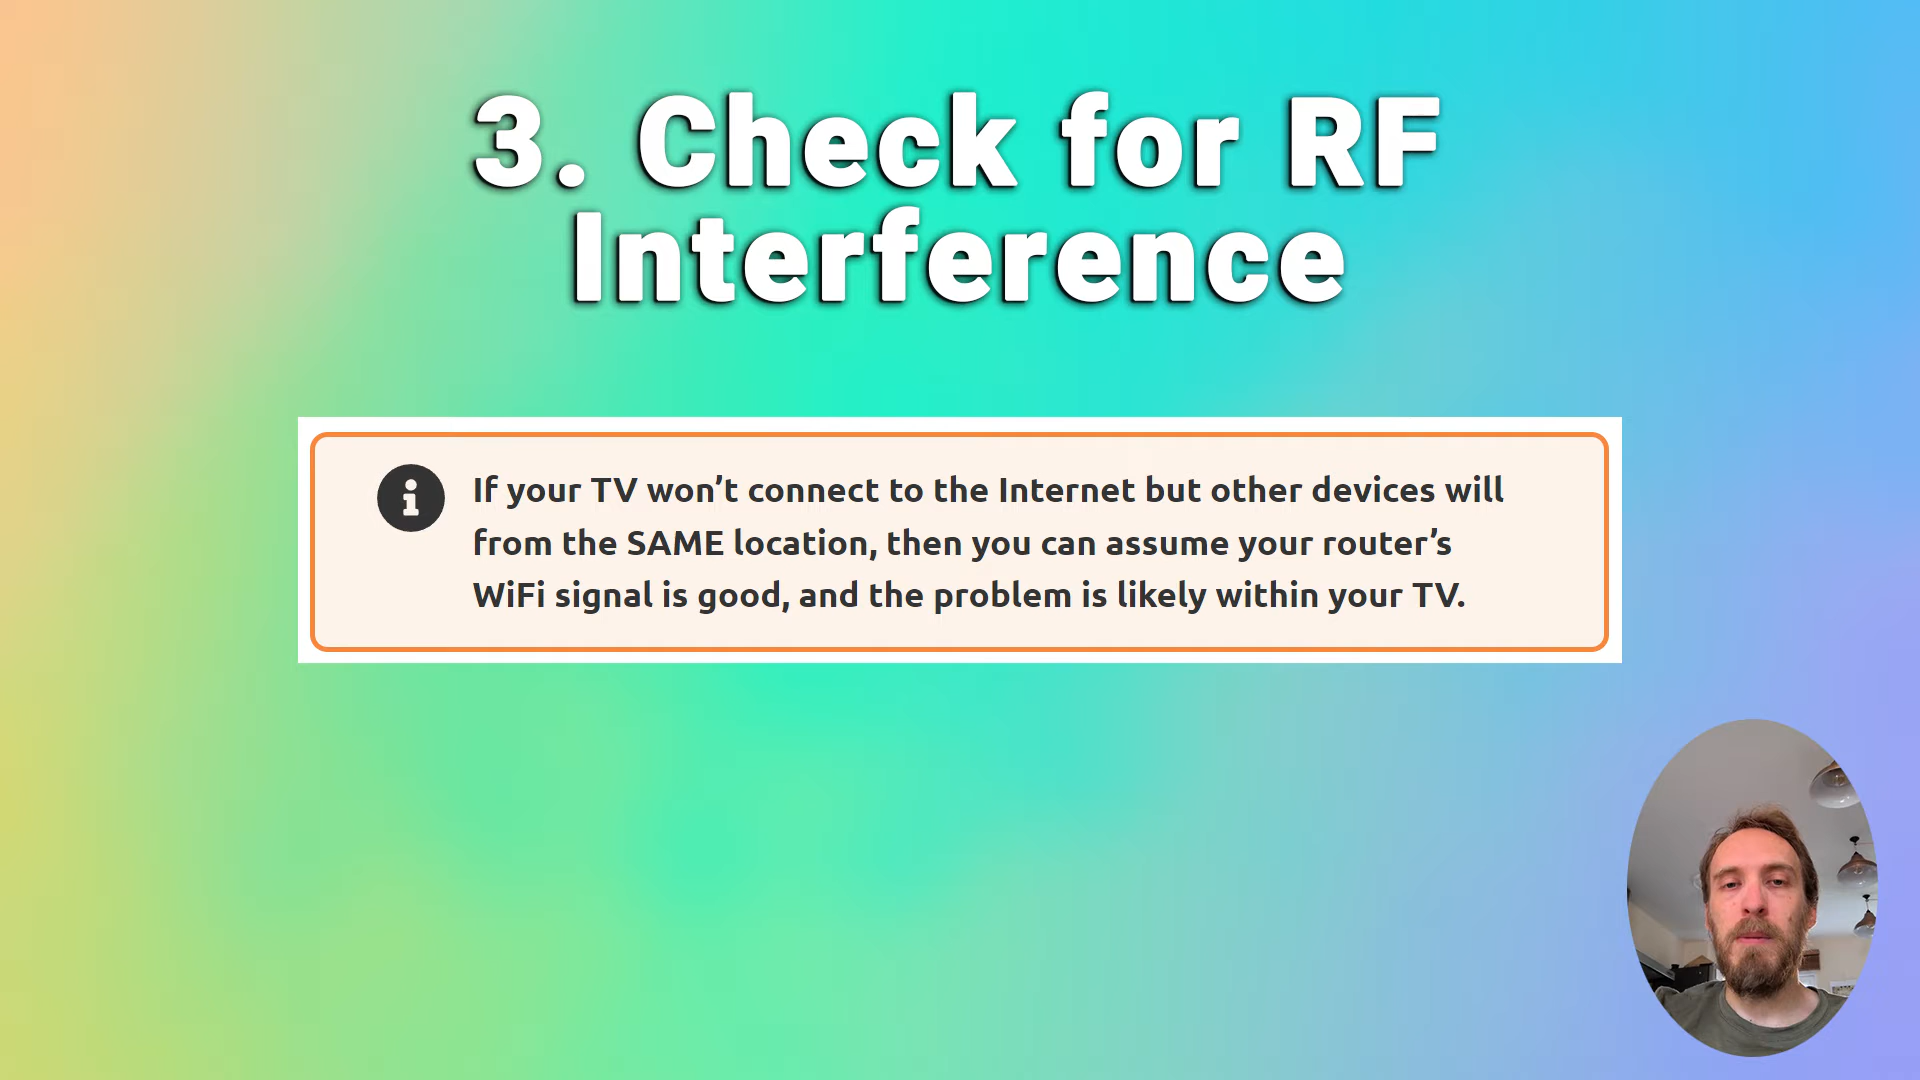 3. Check for RF
Interference
If your TV won’t connect to the Internet but other devices will
from the SAME location, then you can assume your router’s
WiFi signal is good, and the problem is likely within your TV.